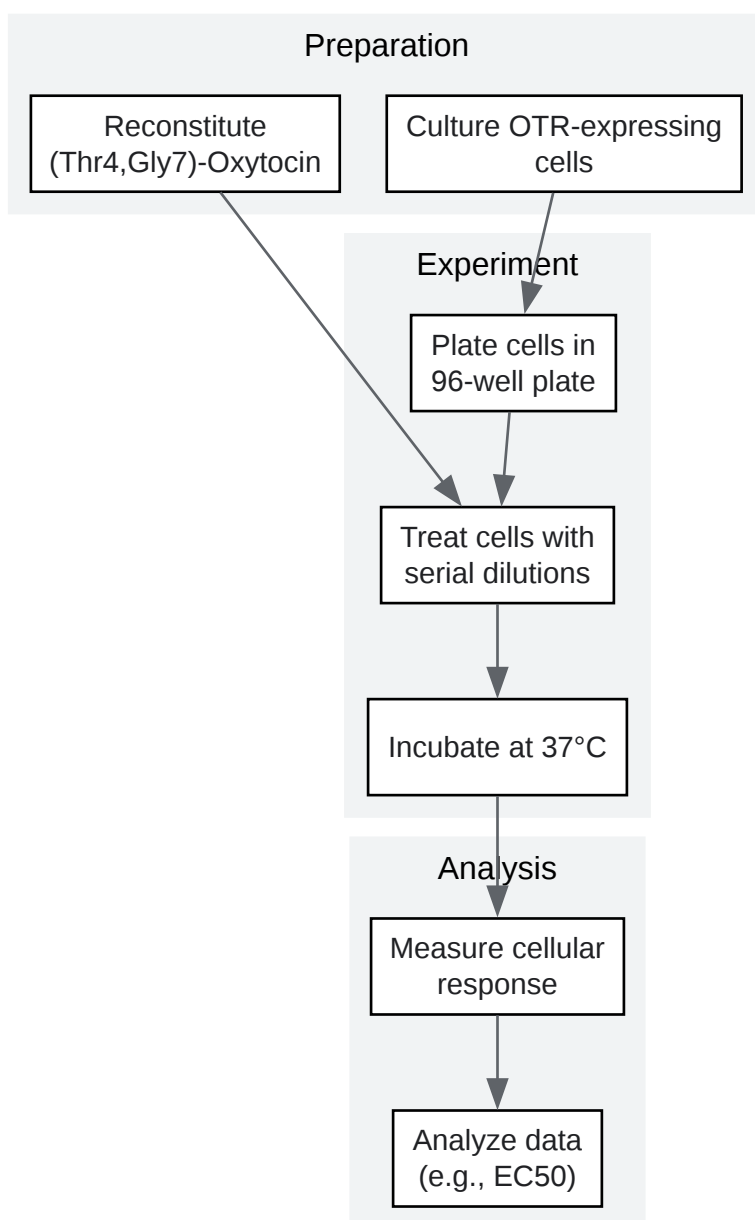 Preparation
Reconstitute
(Thr4,Gly7)-Oxytocin
Culture OTR-expressing
cells
Experiment
Plate cells in
96-well plate
Treat cells with
serial dilutions
Incubate at 37°C
Analysis
Measure cellular
response
Analyze data
(e.g., EC50)